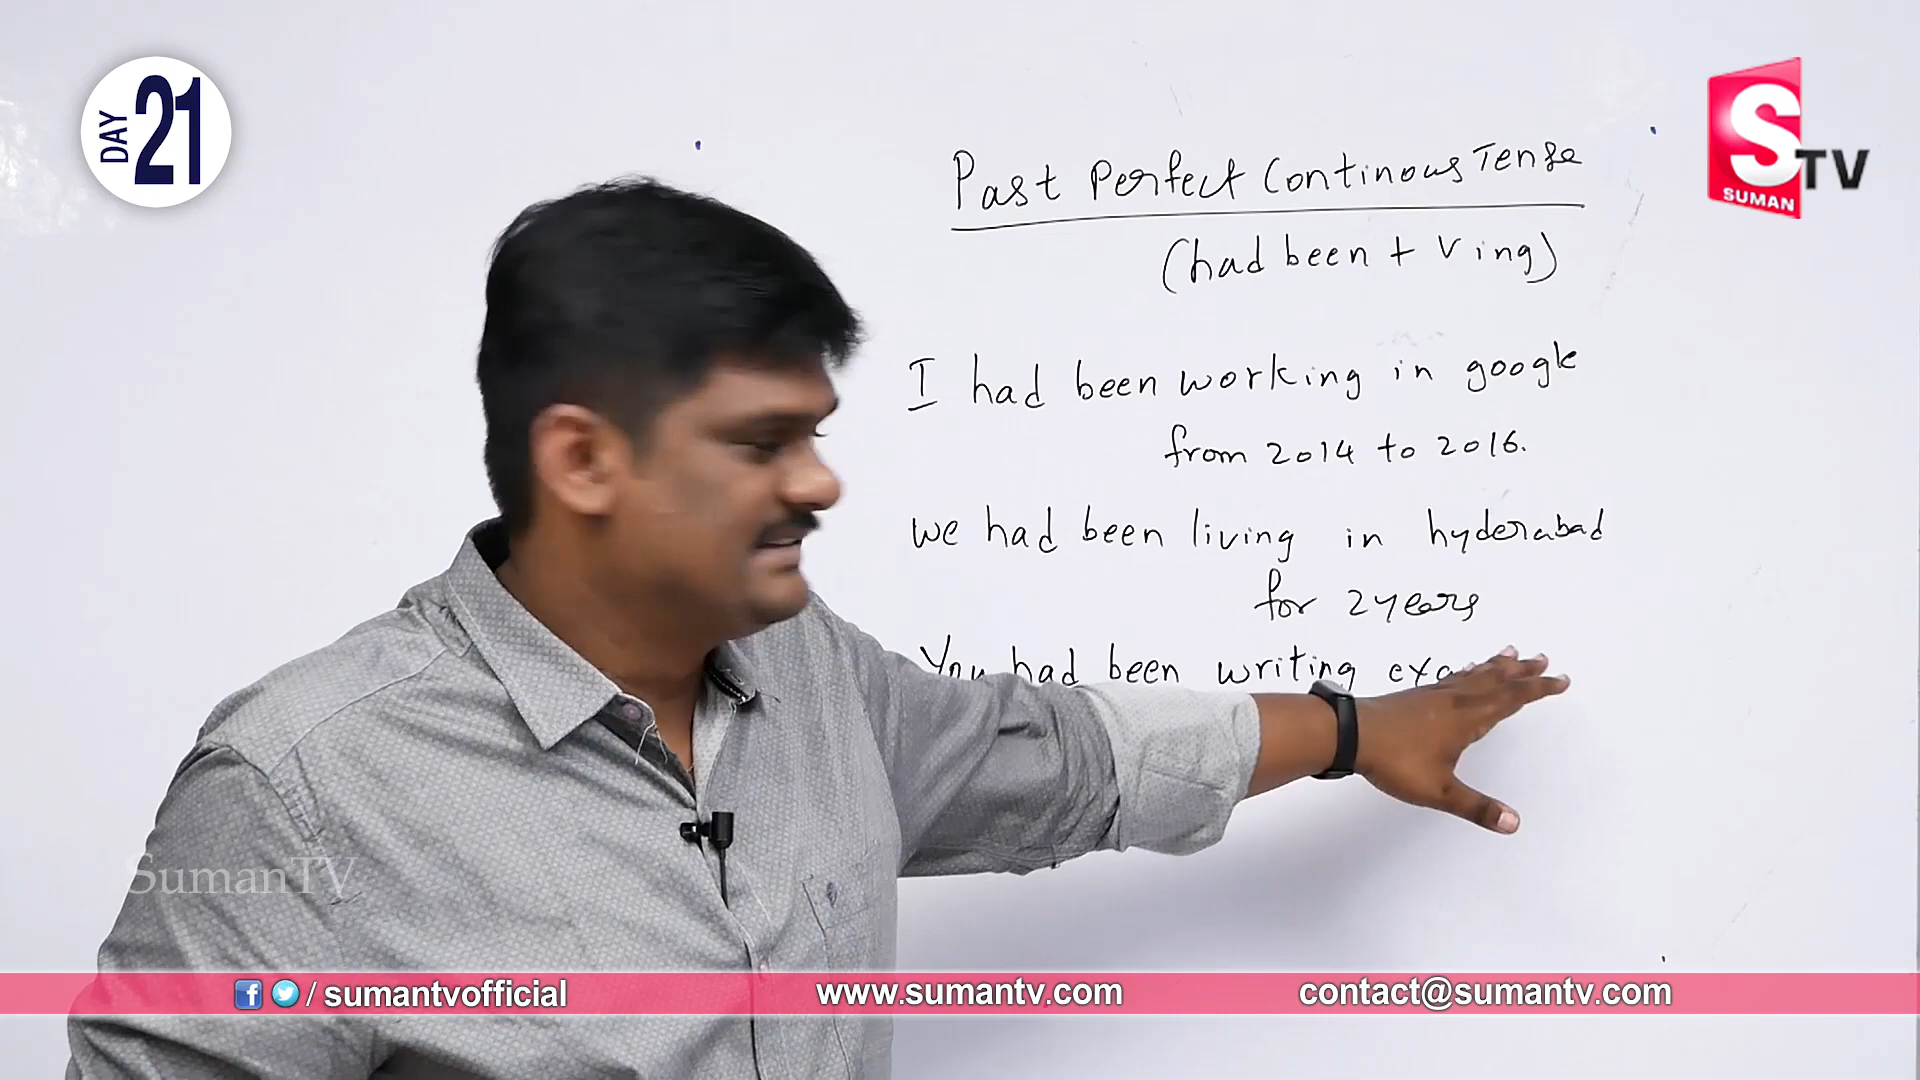 DAY 21
S TV
SUMAN
Past Perfect Continous Tense
(had been + V ing)
I had been working in google
from 2014 to 2016.
We had been living in hyderabad
for 2 years
You had been writing
SumanTV
/ sumantvofficial
www.sumantv.com
contact@sumantv.com